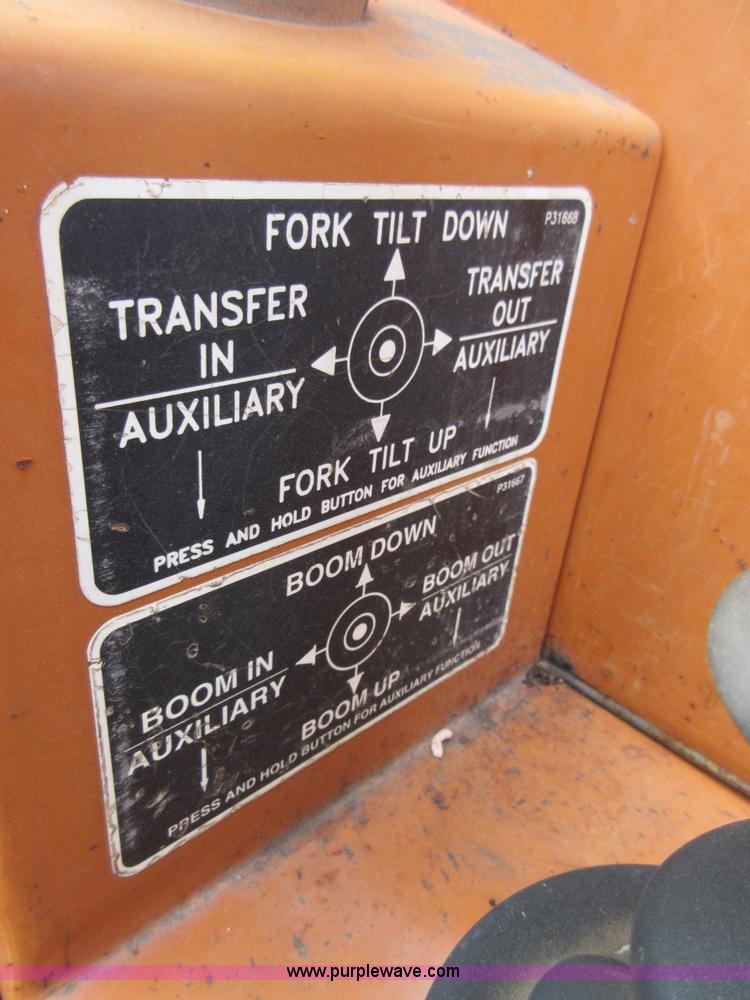 FORK TILT DOWN
P31668
TRANSFER
IN
AUXILIARY
TRANSFER
OUT
AUXILIARY
FORK TILT UP
PRESS AND HOLD BUTTON FOR AUXILIARY FUNCTION
P31667
BOOM DOWN
BOOM IN
AUXILIARY
BOOM OUT
AUXILIARY
BOOM UP
PRESS AND HOLD BUTTON FOR AUXILIARY FUNCTION
www.purplewave.com